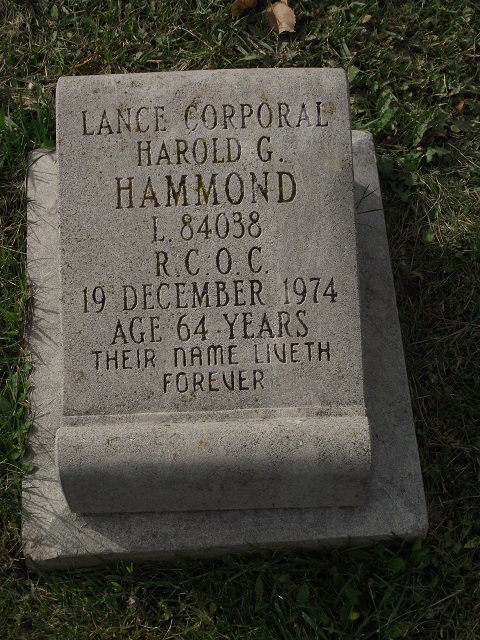 LANCE CORPORAL
HAROLD G.
HAMMOND
L. 84038
R.C.O.C.
19 DECEMBER 1974
AGE 64 YEARS
THEIR NAME LIVETH
FOREVER